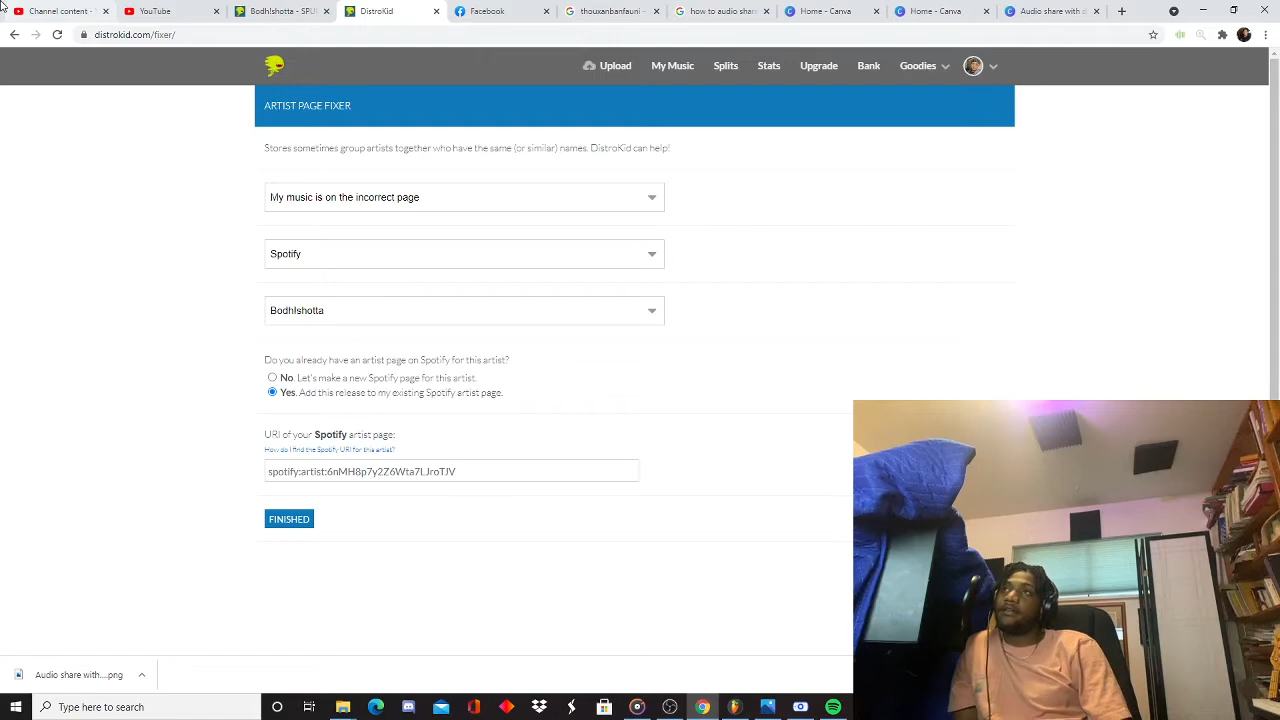 Channel content -
YouTube
Bodh!shotta - SPU
DistroKid
Facebook
thouxanbanfauni -
how to audio shar
Home - Canva
Home - Canva
Audio share with d
distrokid.com/fixer/
Upload
My Music
Splits
Stats
Upgrade
Bank
Goodies
ARTIST PAGE FIXER
Stores sometimes group artists together who have the same (or similar) names. DistroKid can help!
My music is on the incorrect page
Spotify
Bodh!shotta
Do you already have an artist page on Spotify for this artist?
No. Let's make a new Spotify page for this artist.
Yes. Add this release to my existing Spotify artist page.
URI of your Spotify artist page:
How do I find the Spotify URI for this artist?
spotify:artist:6nMH8p7y2Z6Wta7LJroTJV
FINISHED
Audio share with....png
Type here to search